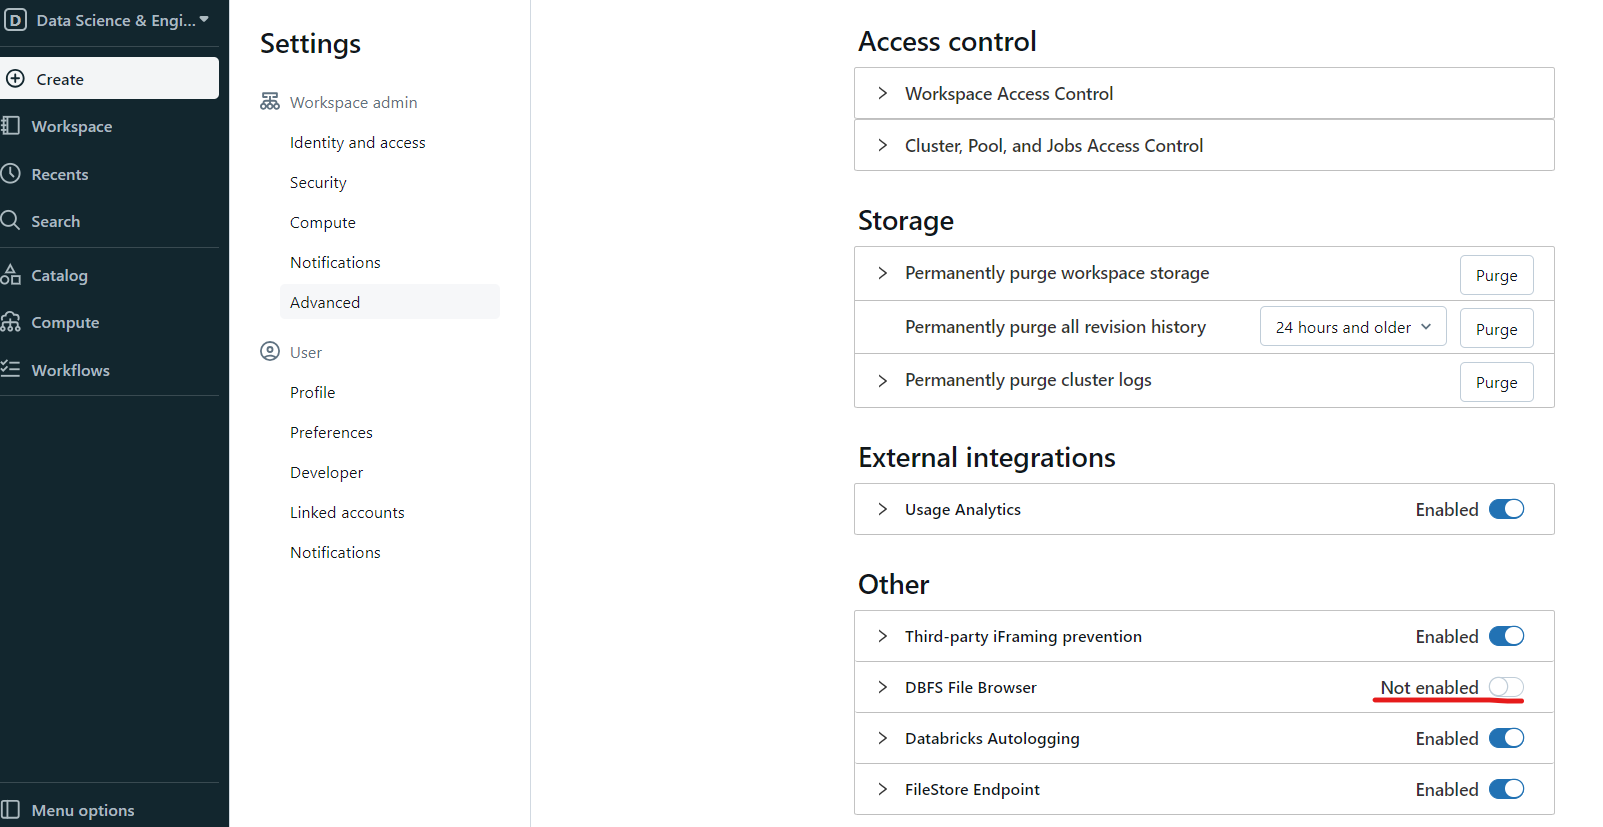 D Data Science & Engi...
Create
Workspace
Recents
Search
Catalog
Compute
Workflows
Menu options
Settings
Workspace admin
Identity and access
Security
Compute
Notifications
Advanced
User
Profile
Preferences
Developer
Linked accounts
Notifications
Access control
Workspace Access Control
Cluster, Pool, and Jobs Access Control
Storage
Permanently purge workspace storage Purge
Permanently purge all revision history 24 hours and older Purge
Permanently purge cluster logs Purge
External integrations
Usage Analytics Enabled
Other
Third-party iFraming prevention Enabled
DBFS File Browser Not enabled
Databricks Autologging Enabled
FileStore Endpoint Enabled